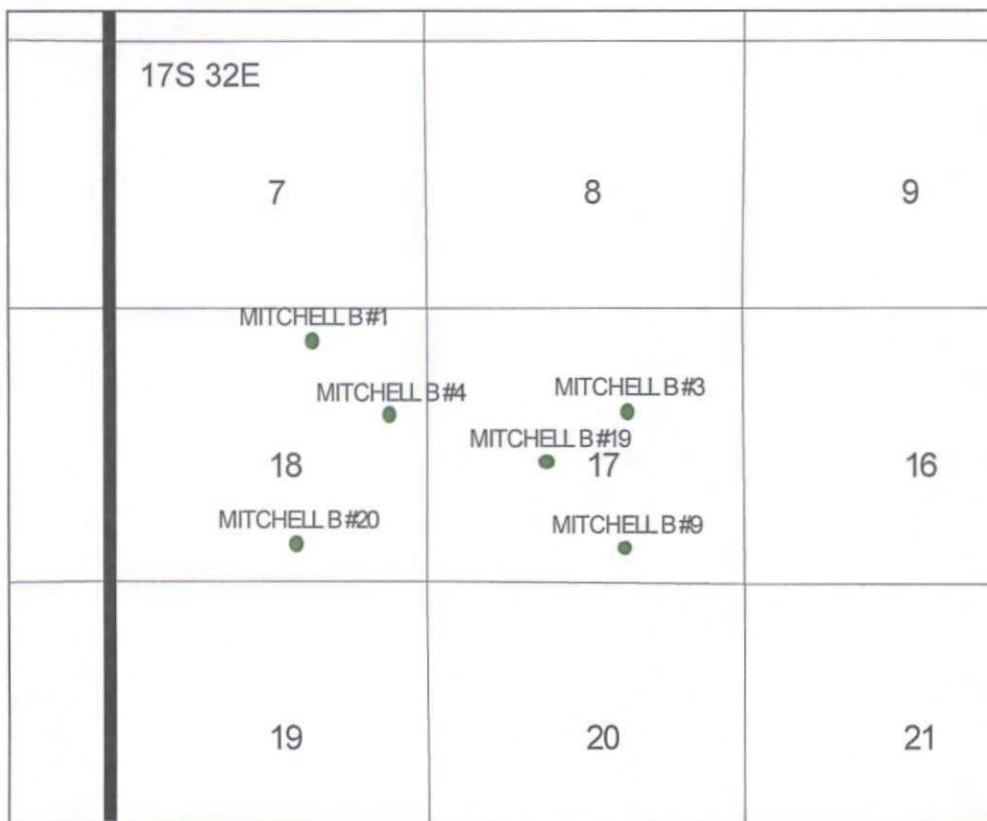 17S 32E
7
8
9
MITCHELL B #1
MITCHELL B #4
MITCHELL B #3
MITCHELL B #19
18
17
16
MITCHELL B #20
MITCHELL B #9
19
20
21